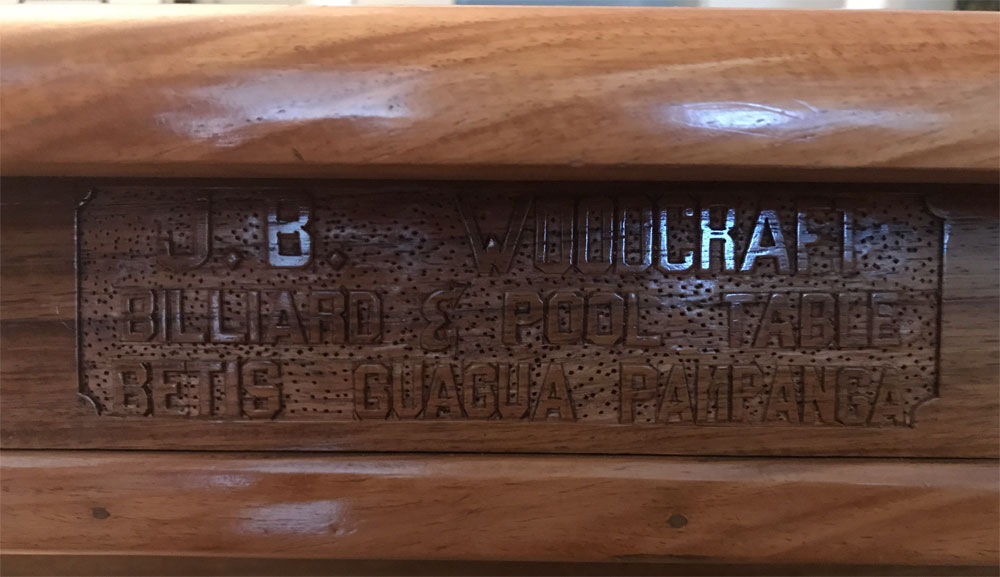 J.B. WOODCRAFT
BILLIARD & POOL TABLE
BETIS GUAGUA PAMPANGA